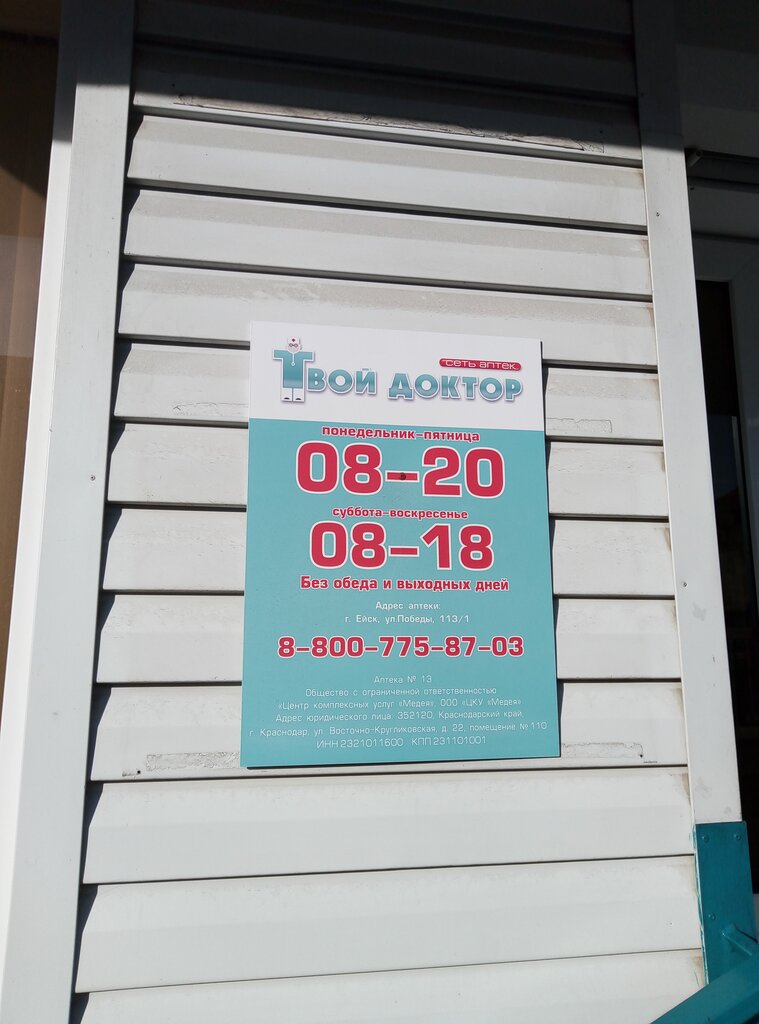 сеть аптек
Твой доктор
понедельник-пятница
08-20
суббота-воскресенье
08-18
Без обеда и выходных дней
Адрес аптеки:
г. Ейск, ул.Победы, 113/1
8-800-775-87-03
Аптека № 13
Общество с ограниченной ответственностью
«Центр комплексных услуг «Медея», ООО «ЦКУ «Медея»
Адрес юридического лица: 352120, Краснодарский край,
г. Краснодар, ул. Восточно-Кругликовская, д. 22, помещение № 110
ИНН 2321011600 КПП 231101001